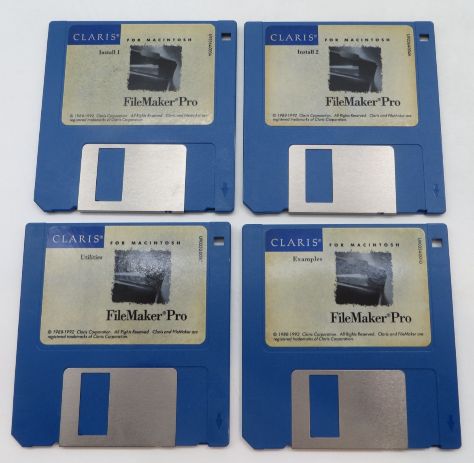 CLARIS®
FOR MACINTOSH
Install 1
FileMaker®Pro
© 1988-1992 Claris Corporation. All Rights Reserved. Claris and FileMaker are
registered trademarks of Claris Corporation.
CLARIS®
FOR MACINTOSH
Install 2
FileMaker®Pro
© 1988-1992 Claris Corporation. All Rights Reserved. Claris and FileMaker are
registered trademarks of Claris Corporation.
CLARIS®
FOR MACINTOSH
Utilities
FileMaker®Pro
© 1988-1992 Claris Corporation. All Rights Reserved. Claris and FileMaker are
registered trademarks of Claris Corporation.
CLARIS®
FOR MACINTOSH
Examples
FileMaker®Pro
© 1988-1992 Claris Corporation. All Rights Reserved. Claris and FileMaker are
registered trademarks of Claris Corporation.